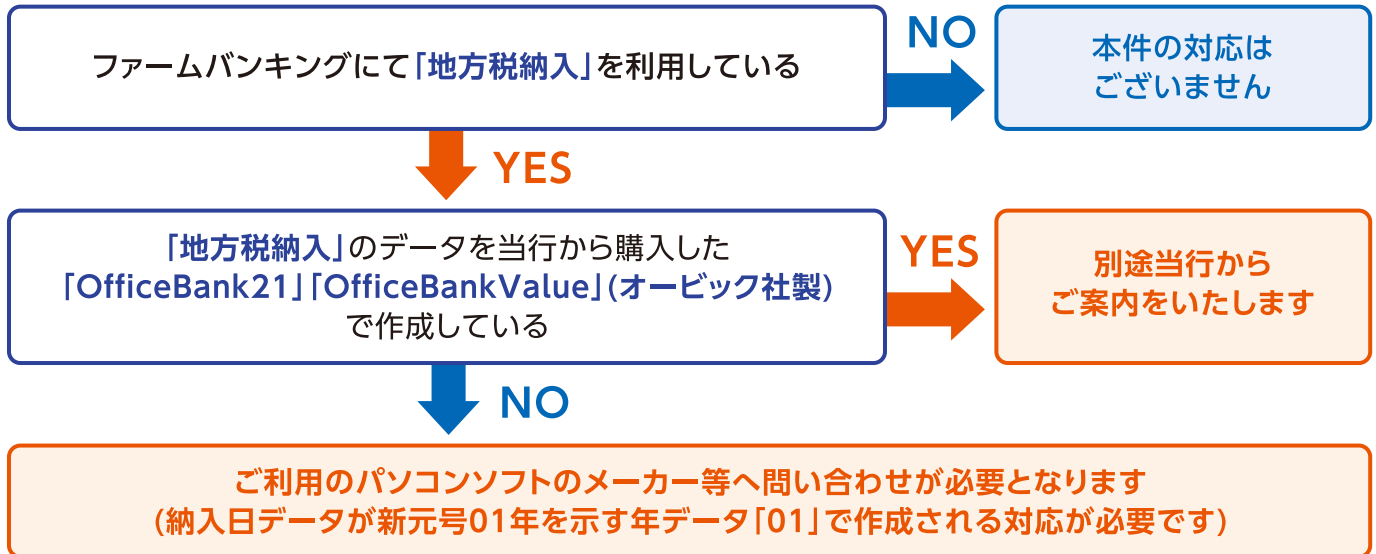 ファームバンキングにて「地方税納入」を利用している
NO
本件の対応は
ございません
YES
「地方税納入」のデータを当行から購入した
「OfficeBank21」「OfficeBankValue」(オービック社製)
で作成している
YES
別途当行から
ご案内をいたします
NO
ご利用のパソコンソフトのメーカー等へ問い合わせが必要となります
(納入日データが新元号01年を示す年データ「01」で作成される対応が必要です)